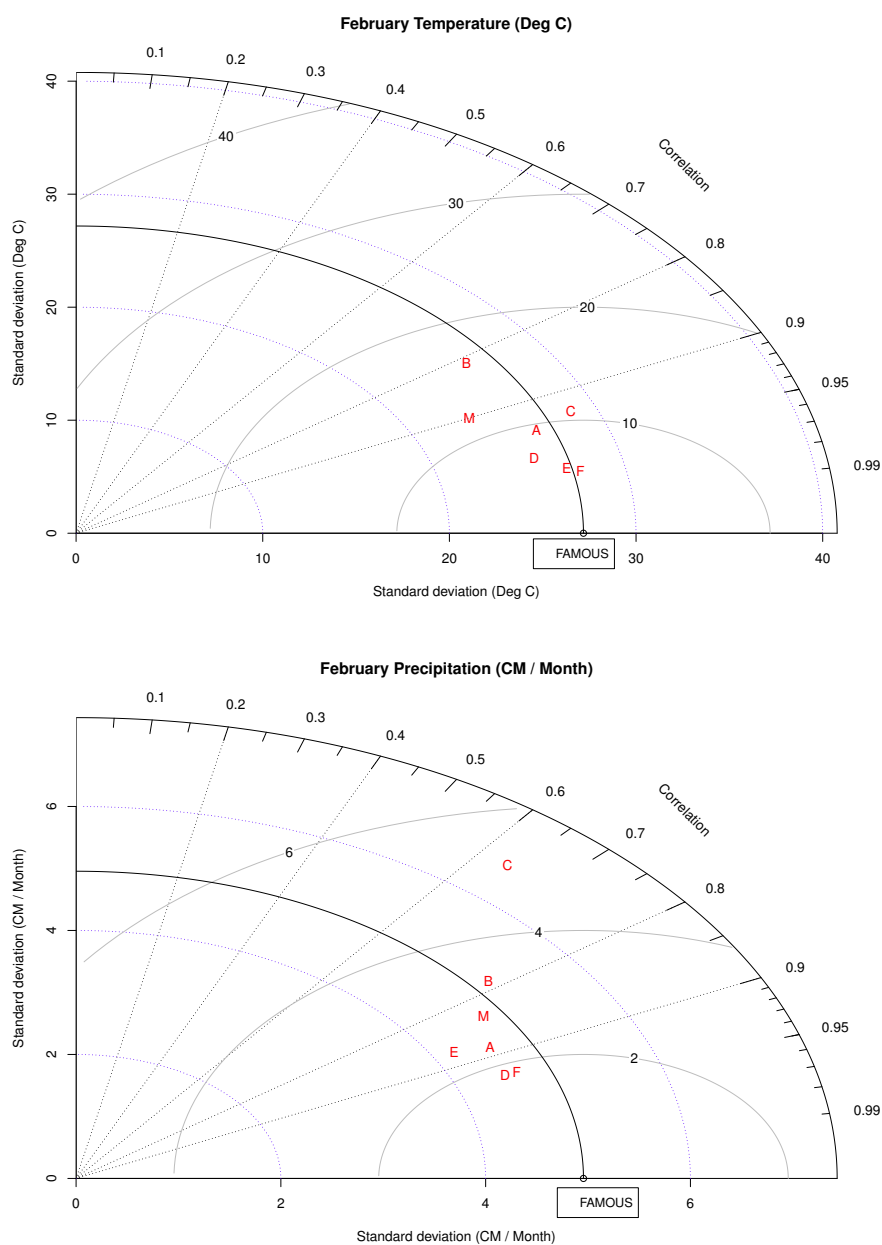 February Temperature (Deg C)
0.1
0.2
0.3
0.4
0.5
0.6
0.7
0.8
0.9
0.95
0.99
Correlation
40
30
20
10
0
Standard deviation (Deg C)
40
30
20
10
B
M
C
A
D
E
F
FAMOUS
0
10
20
30
40
Standard deviation (Deg C)
February Precipitation (CM / Month)
0.1
0.2
0.3
0.4
0.5
0.6
0.7
0.8
0.9
0.95
0.99
Correlation
6
4
2
0
Standard deviation (CM / Month)
6
4
2
C
B
M
E
A
D
F
FAMOUS
0
2
4
6
Standard deviation (CM / Month)